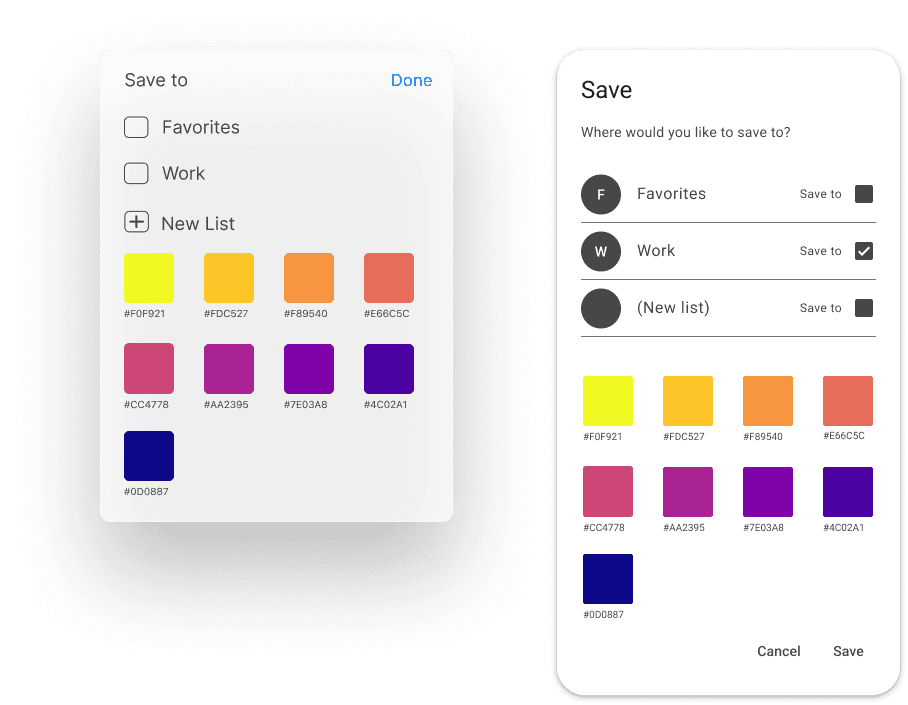 Save to Done
Favorites
Work
New List
#F0F921 #FDC527 #F89540 #E66C5C
#CC4778 #AA2395 #7E03A8 #4C02A1
#0D0887
Save
Where would you like to save to?
F Favorites Save to
W Work Save to
(New list) Save to
#F0F921 #FDC527 #F89540 #E66C5C
#CC4778 #AA2395 #7E03A8 #4C02A1
#0D0887
Cancel Save